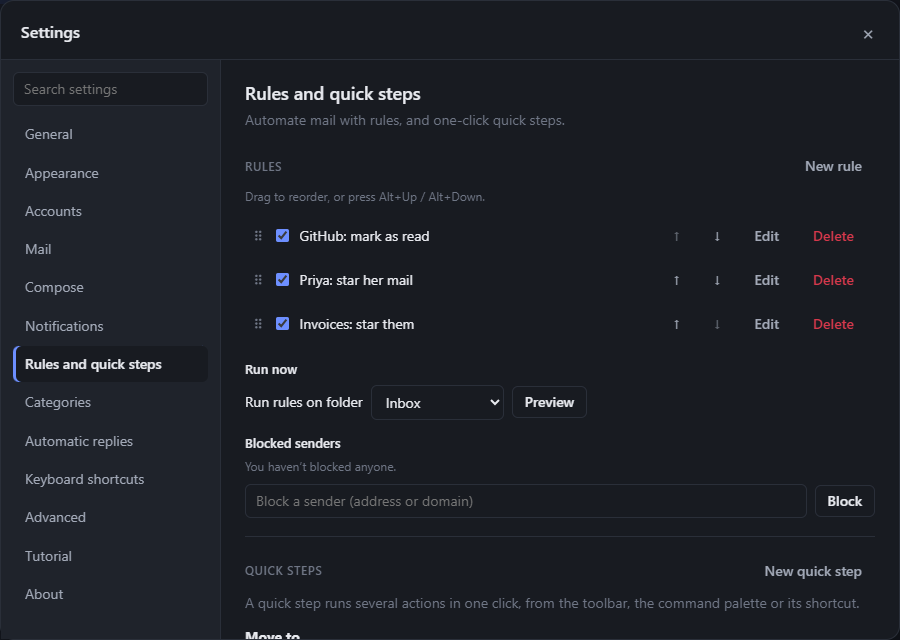 Settings
×
Search settings
General
Appearance
Accounts
Mail
Compose
Notifications
Rules and quick steps
Categories
Automatic replies
Keyboard shortcuts
Advanced
Tutorial
About
Rules and quick steps
Automate mail with rules, and one-click quick steps.
RULES New rule
Drag to reorder, or press Alt+Up / Alt+Down.
GitHub: mark as read ↑ ↓ Edit Delete
Priya: star her mail ↑ ↓ Edit Delete
Invoices: star them ↑ ↓ Edit Delete
Run now
Run rules on folder Inbox Preview
Blocked senders
You haven't blocked anyone.
Block a sender (address or domain) Block
QUICK STEPS New quick step
A quick step runs several actions in one click, from the toolbar, the command palette or its shortcut.
Move to